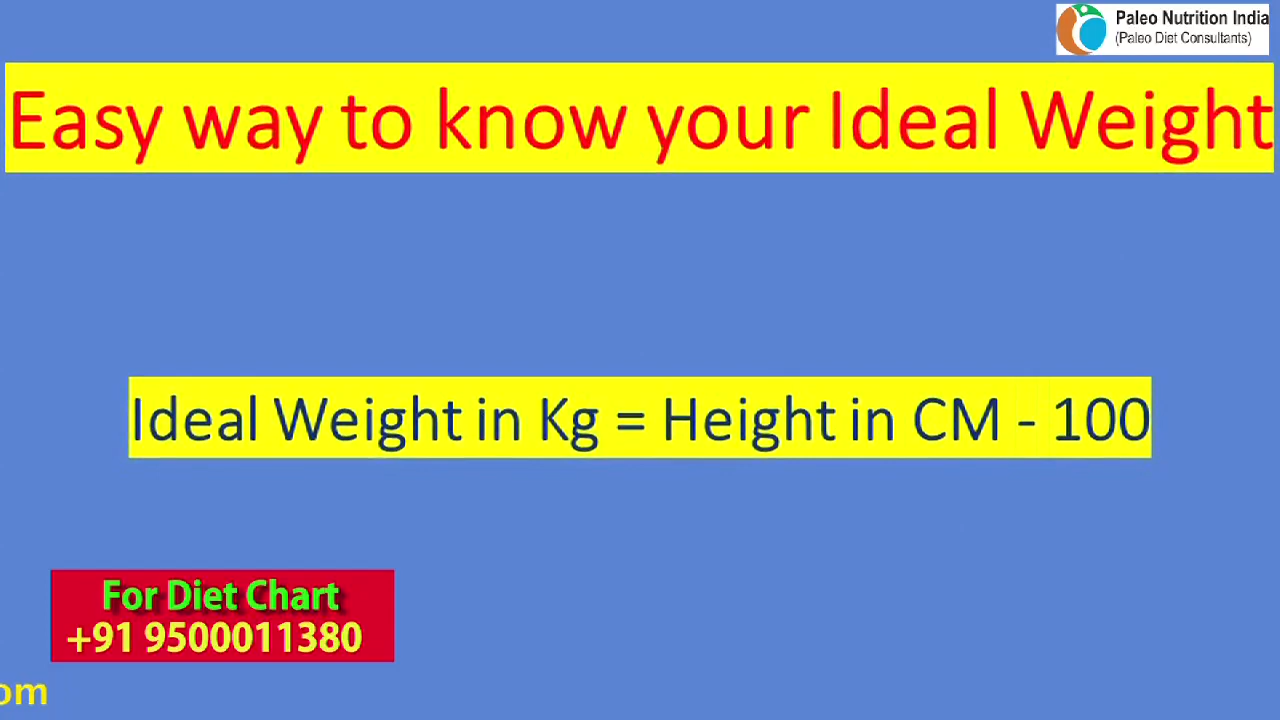 Paleo Nutrition India
(Paleo Diet Consultants)
Easy way to know your Ideal Weight
Ideal Weight in Kg = Height in CM - 100
For Diet Chart
+91 9500011380
om